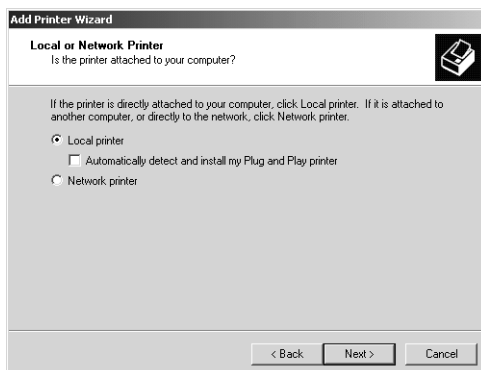 Add Printer Wizard
Local or Network Printer
Is the printer attached to your computer?
If the printer is directly attached to your computer, click Local printer. If it is attached to
another computer, or directly to the network, click Network printer.
Local printer
Automatically detect and install my Plug and Play printer
Network printer
< Back
Next >
Cancel